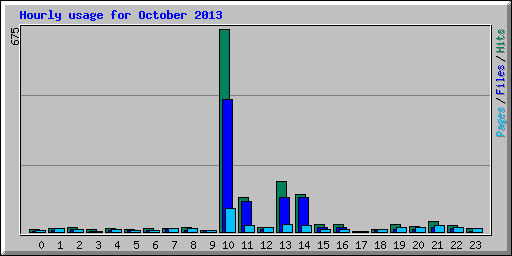 Hourly usage for October 2013
675
Pages/Files/Hits
0 1 2 3 4 5 6 7 8 9 10 11 12 13 14 15 16 17 18 19 20 21 22 23